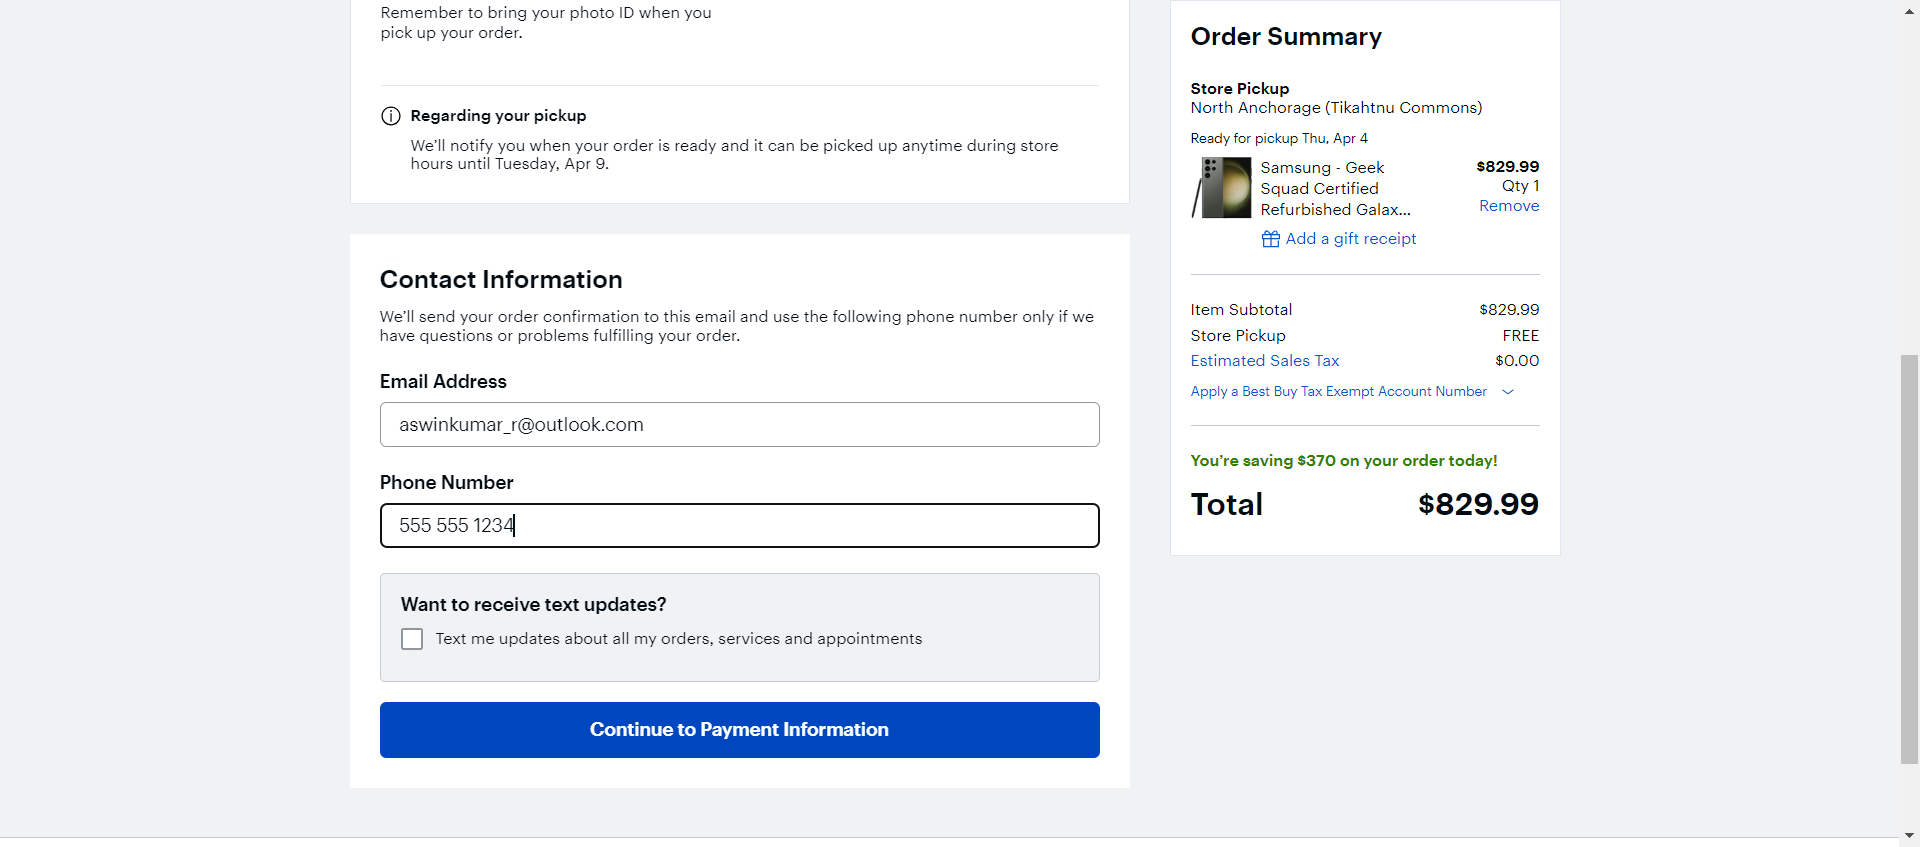 Remember to bring your photo ID when you
pick up your order.
Regarding your pickup
We'll notify you when your order is ready and it can be picked up anytime during store
hours until Tuesday, Apr 9.
Contact Information
We'll send your order confirmation to this email and use the following phone number only if we
have questions or problems fulfilling your order.
Email Address
aswinkumar_r@outlook.com
Phone Number
555 555 1234
Want to receive text updates?
Text me updates about all my orders, services and appointments
Continue to Payment Information
Order Summary
Store Pickup
North Anchorage (Tikahtnu Commons)
Ready for pickup Thu, Apr 4
Samsung - Geek
Squad Certified
Refurbished Galax...
$829.99
Qty 1
Remove
Add a gift receipt
Item Subtotal $829.99
Store Pickup FREE
Estimated Sales Tax $0.00
Apply a Best Buy Tax Exempt Account Number
You're saving $370 on your order today!
Total $829.99